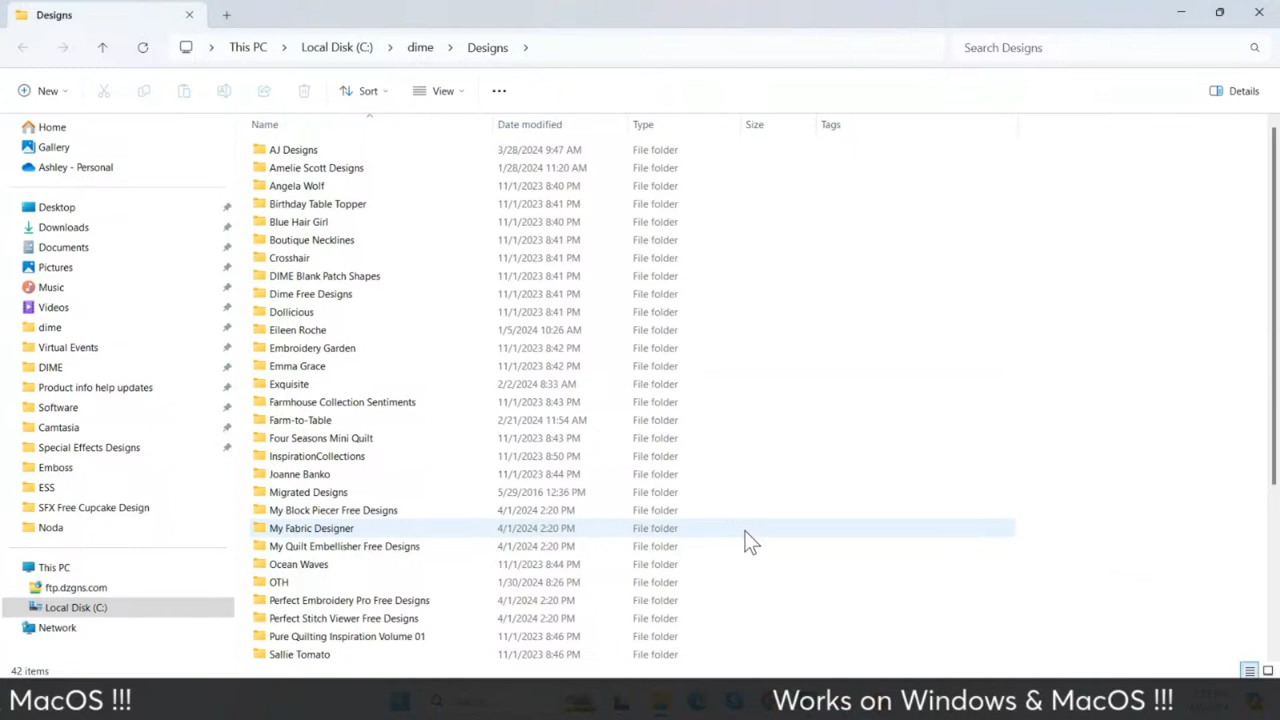 Designs
This PC > Local Disk (C:) > dime > Designs >
Search Designs
New
Sort
View
Details
Home
Gallery
Ashley - Personal
Desktop
Downloads
Documents
Pictures
Music
Videos
dime
Virtual Events
DIME
Product info help updates
Software
Camtasia
Special Effects Designs
Emboss
ESS
SFX Free Cupcake Design
Noda
This PC
ftp.dzgns.com
Local Disk (C:)
Network
Name Date modified Type Size Tags
AJ Designs 3/28/2024 9:47 AM File folder
Amelie Scott Designs 1/28/2024 11:20 AM File folder
Angela Wolf 11/1/2023 8:40 PM File folder
Birthday Table Topper 11/1/2023 8:41 PM File folder
Blue Hair Girl 11/1/2023 8:40 PM File folder
Boutique Necklines 11/1/2023 8:41 PM File folder
Crosshair 11/1/2023 8:41 PM File folder
DIME Blank Patch Shapes 11/1/2023 8:41 PM File folder
Dime Free Designs 11/1/2023 8:41 PM File folder
Dollicious 11/1/2023 8:41 PM File folder
Eileen Roche 1/5/2024 10:26 AM File folder
Embroidery Garden 11/1/2023 8:42 PM File folder
Emma Grace 11/1/2023 8:42 PM File folder
Exquisite 2/2/2024 8:33 AM File folder
Farmhouse Collection Sentiments 11/1/2023 8:43 PM File folder
Farm-to-Table 2/21/2024 11:54 AM File folder
Four Seasons Mini Quilt 11/1/2023 8:43 PM File folder
InspirationCollections 11/1/2023 8:50 PM File folder
Joanne Banko 11/1/2023 8:44 PM File folder
Migrated Designs 5/29/2016 12:36 PM File folder
My Block Piecer Free Designs 4/1/2024 2:20 PM File folder
My Fabric Designer 4/1/2024 2:20 PM File folder
My Quilt Embellisher Free Designs 4/1/2024 2:20 PM File folder
Ocean Waves 11/1/2023 8:44 PM File folder
OTH 1/30/2024 8:26 PM File folder
Perfect Embroidery Pro Free Designs 4/1/2024 2:20 PM File folder
Perfect Stitch Viewer Free Designs 4/1/2024 2:20 PM File folder
Pure Quilting Inspiration Volume 01 11/1/2023 8:46 PM File folder
Sallie Tomato 11/1/2023 8:46 PM File folder
42 items
MacOS !!! Works on Windows & MacOS !!!